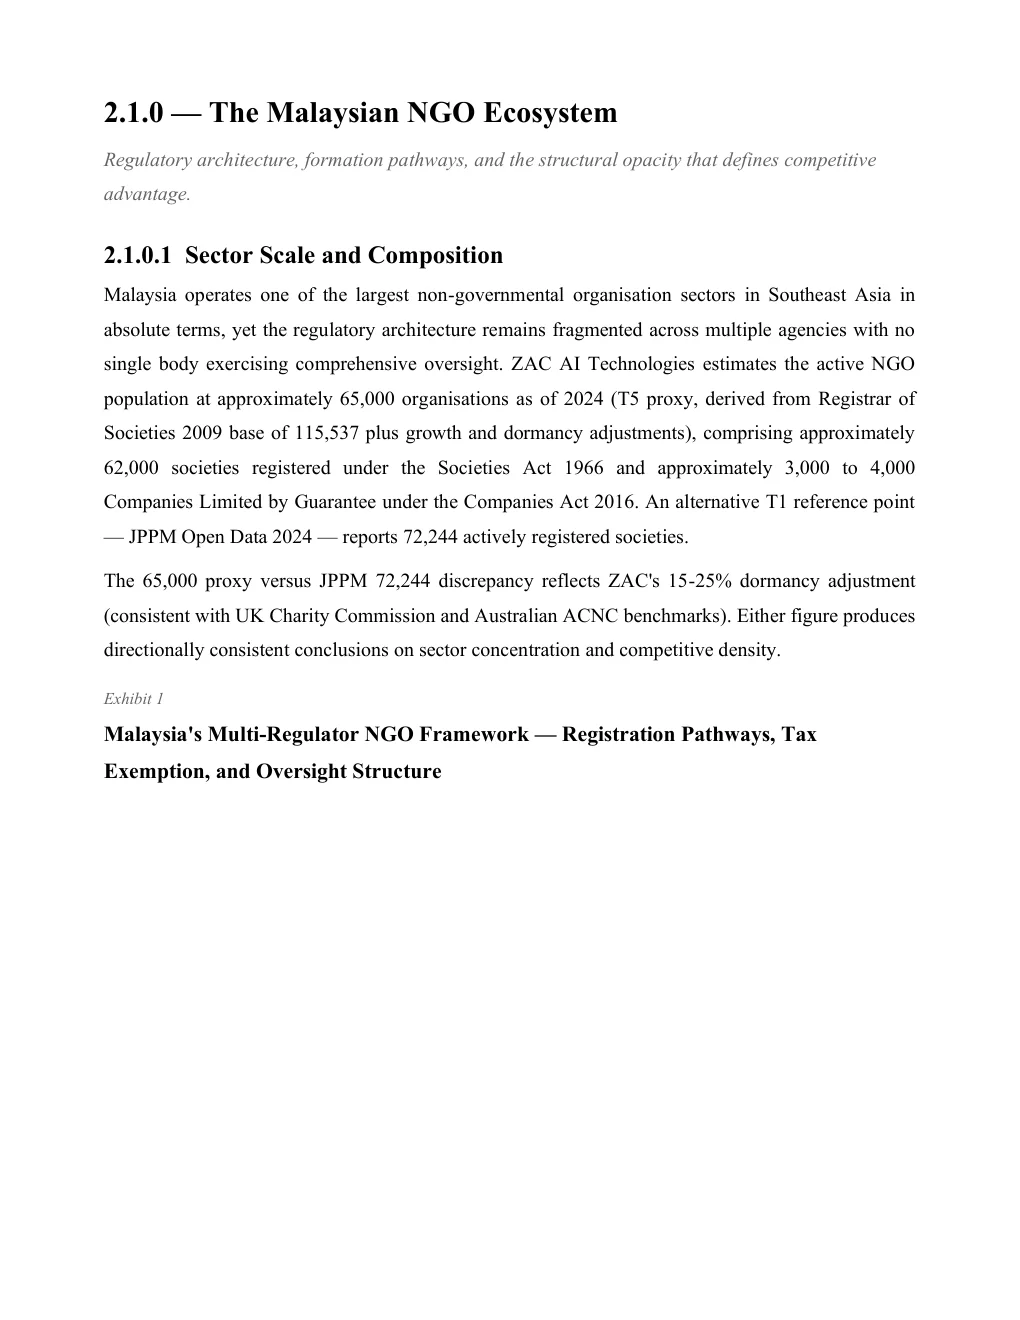 2.1.0 — The Malaysian NGO Ecosystem
Regulatory architecture, formation pathways, and the structural opacity that defines competitive
advantage.
2.1.0.1  Sector Scale and Composition
Malaysia operates one of the largest non-governmental organisation sectors in Southeast Asia in
absolute terms, yet the regulatory architecture remains fragmented across multiple agencies with no
single body exercising comprehensive oversight. ZAC AI Technologies estimates the active NGO
population at approximately 65,000 organisations as of 2024 (T5 proxy, derived from Registrar of
Societies 2009 base of 115,537 plus growth and dormancy adjustments), comprising approximately
62,000 societies registered under the Societies Act 1966 and approximately 3,000 to 4,000
Companies Limited by Guarantee under the Companies Act 2016. An alternative T1 reference point
— JPPM Open Data 2024 — reports 72,244 actively registered societies.
The 65,000 proxy versus JPPM 72,244 discrepancy reflects ZAC's 15-25% dormancy adjustment
(consistent with UK Charity Commission and Australian ACNC benchmarks). Either figure produces
directionally consistent conclusions on sector concentration and competitive density.
Exhibit 1
Malaysia's Multi-Regulator NGO Framework — Registration Pathways, Tax
Exemption, and Oversight Structure